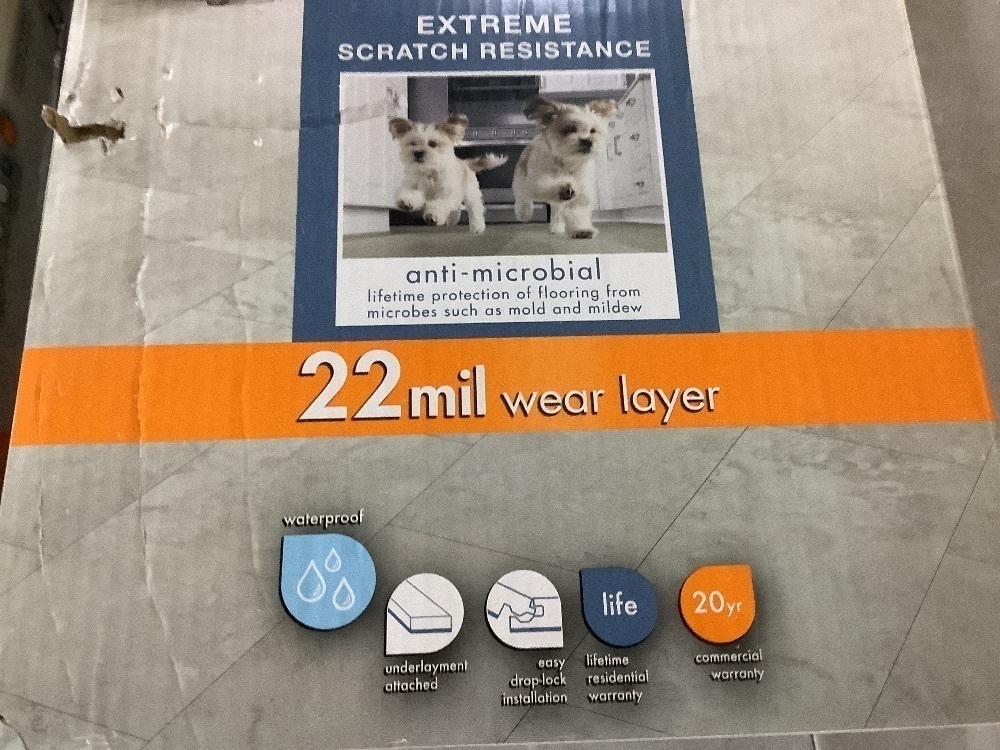 EXTREME
SCRATCH RESISTANCE
anti-microbial
lifetime protection of flooring from
microbes such as mold and mildew
22mil wear layer
waterproof
underlayment
attached
easy
drop-lock
installation
life
lifetime
residential
warranty
20yr
commercial
warranty